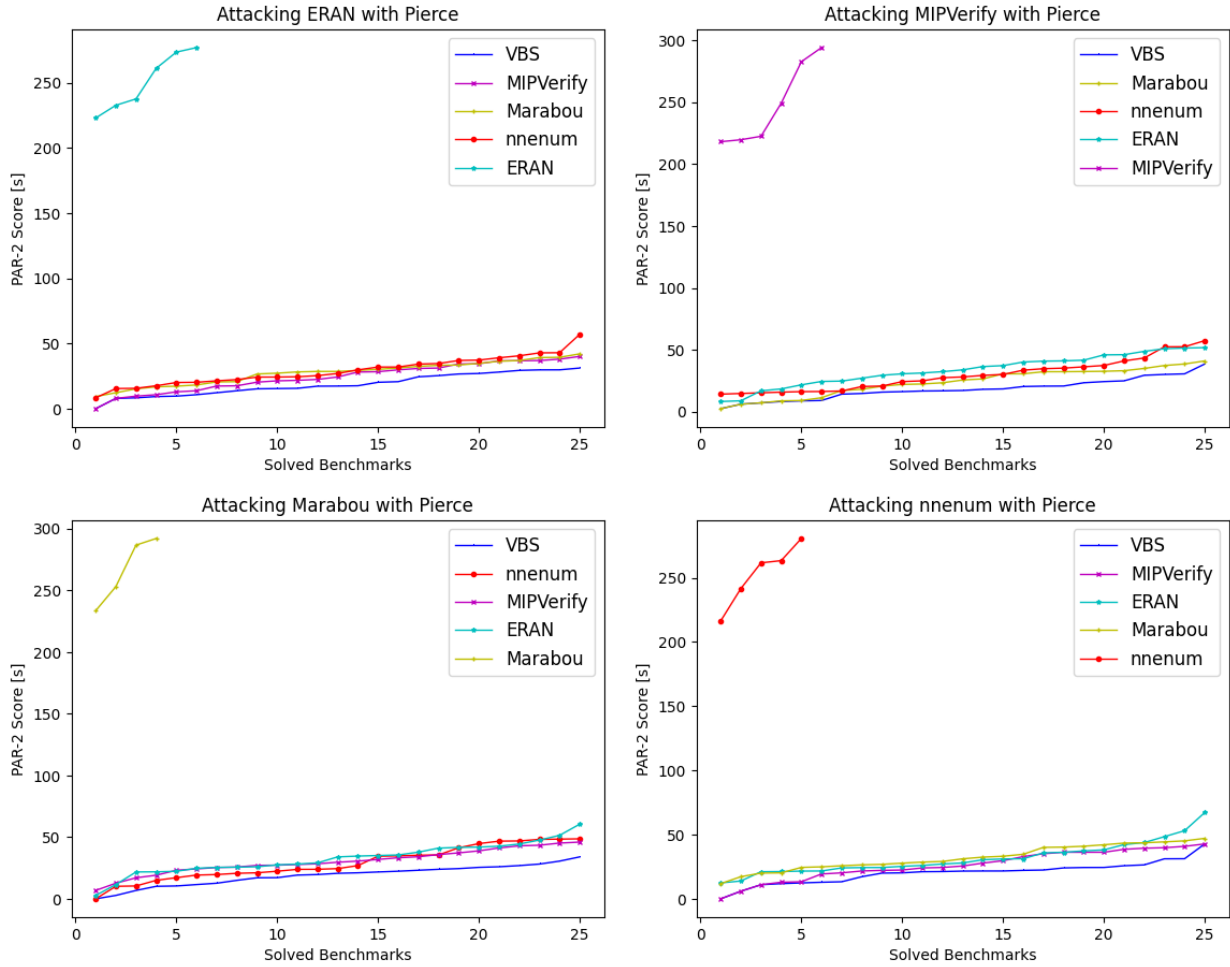 Attacking ERAN with Pierce
PAR-2 Score [s]
250
200
150
100
50
0
VBS
MIPVerify
Marabou
nnenum
ERAN
0 5 10 15 20 25
Solved Benchmarks
Attacking MIPVerify with Pierce
PAR-2 Score [s]
300
250
200
150
100
50
0
VBS
Marabou
nnenum
ERAN
MIPVerify
0 5 10 15 20 25
Solved Benchmarks
Attacking Marabou with Pierce
PAR-2 Score [s]
300
250
200
150
100
50
0
VBS
nnenum
MIPVerify
ERAN
Marabou
0 5 10 15 20 25
Solved Benchmarks
Attacking nnenum with Pierce
PAR-2 Score [s]
250
200
150
100
50
0
VBS
MIPVerify
ERAN
Marabou
nnenum
0 5 10 15 20 25
Solved Benchmarks